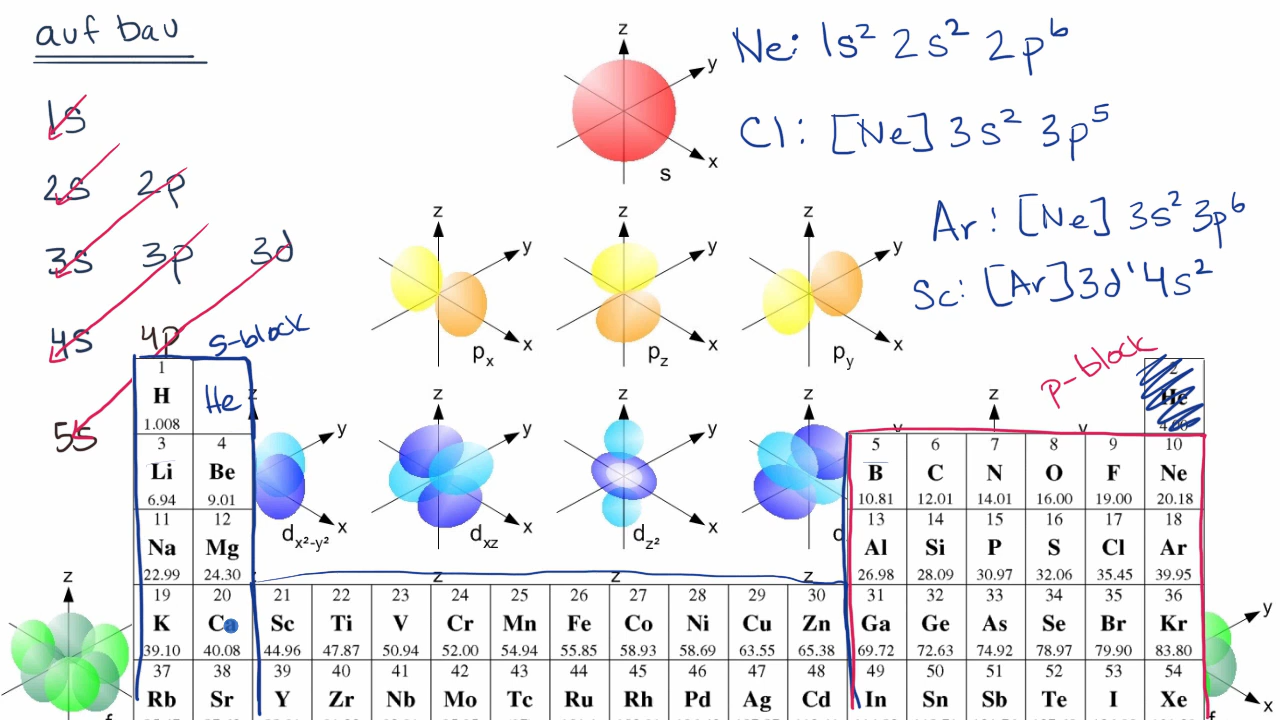 aufbau
1s
2s 2p
3s 3p 3d
4s 4p
5s
Ne: 1s² 2s² 2p⁶
Cl: [Ne] 3s² 3p⁵
Ar: [Ne] 3s² 3p⁶
Sc: [Ar] 3d¹ 4s²
z
y
x
s
z
y
x
pₓ
z
y
x
p_z
z
y
x
p_y
s-block
p-block
z
y
x
d x²-y²
z
y
x
d xz
z
y
x
d z²
z
d
z
y
y
z
z
z
z
f
y
f
1 2
H He He
1.008 4.00
3 4 5 6 7 8 9 10
Li Be B C N O F Ne
6.94 9.01 10.81 12.01 14.01 16.00 19.00 20.18
11 12 13 14 15 16 17 18
Na Mg Al Si P S Cl Ar
22.99 24.30 26.98 28.09 30.97 32.06 35.45 39.95
19 20 21 22 23 24 25 26 27 28 29 30 31 32 33 34 35 36
K Ca Sc Ti V Cr Mn Fe Co Ni Cu Zn Ga Ge As Se Br Kr
39.10 40.08 44.96 47.87 50.94 52.00 54.94 55.85 58.93 58.69 63.55 65.38 69.72 72.63 74.92 78.97 79.90 83.80
37 38 39 40 41 42 43 44 45 46 47 48 49 50 51 52 53 54
Rb Sr Y Zr Nb Mo Tc Ru Rh Pd Ag Cd In Sn Sb Te I Xe